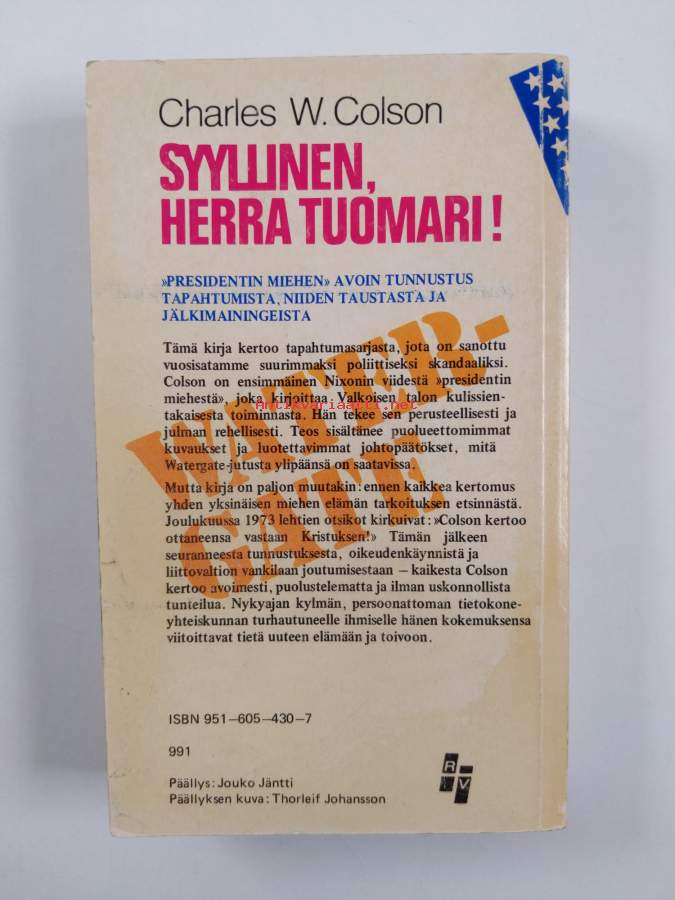 Charles W. Colson
SYYLLINEN,
HERRA TUOMARI!
»PRESIDENTIN MIEHEN» AVOIN TUNNUSTUS
TAPAHTUMISTA, NIIDEN TAUSTASTA JA
JÄLKIMAININGEISTA
WATER-
GATE
Tämä kirja kertoo tapahtumasarjasta, jota on sanottu
vuosisatamme suurimmaksi poliittiseksi skandaaliksi.
Colson on ensimmäinen Nixonin viidestä »presidentin
miehestä», joka kirjoittaa Valkoisen talon kulissien-
takaisesta toiminnasta. Hän tekee sen perusteellisesti ja
julman rehellisesti. Teos sisältänee puolueettomimmat
kuvaukset ja luotettavimmat johtopäätökset, mitä
Watergate-jutusta ylipäänsä on saatavissa.
Antikvariaatti.net
Mutta kirja on paljon muutakin: ennen kaikkea kertomus
yhden yksinäisen miehen elämän tarkoituksen etsinnästä.
Joulukuussa 1973 lehtien otsikot kirkuivat: »Colson kertoo
ottaneensa vastaan Kristuksen!» Tämän jälkeen
seuranneesta tunnustuksesta, oikeudenkäynnistä ja
liittovaltion vankilaan joutumisestaan – kaikesta Colson
kertoo avoimesti, puolustelematta ja ilman uskonnollista
tunteilua. Nykyajan kylmän, persoonattoman tietokone-
yhteiskunnan turhautuneelle ihmiselle hänen kokemuksensa
viitoittavat tietä uuteen elämään ja toivoon.
ISBN 951–605–430–7
991
Päällys: Jouko Jäntti
Päällyksen kuva: Thorleif Johansson
R
V